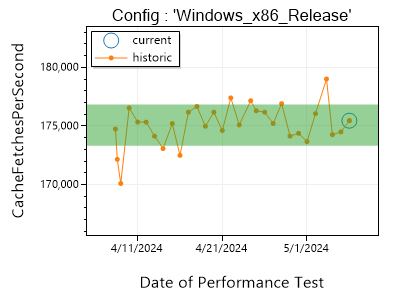 Config : 'Windows_x86_Release'
current
historic
CacheFetchesPerSecond
180,000
175,000
170,000
4/11/2024
4/21/2024
5/1/2024
Date of Performance Test